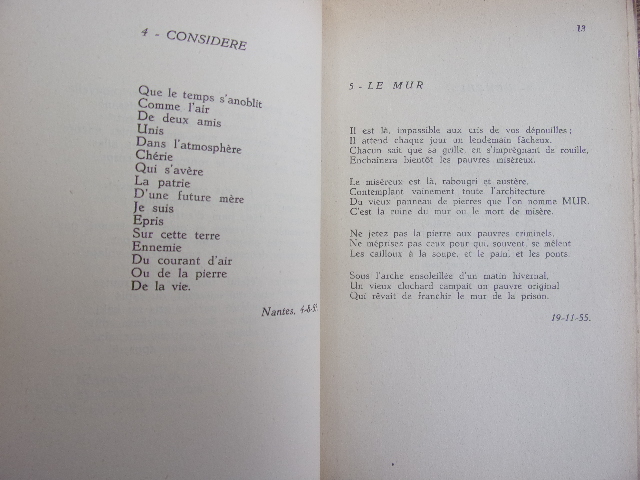 4 - CONSIDERE
Que le temps s'anoblit
Comme l'air
De deux amis
Unis
Dans l'atmosphère
Chérie
Qui s'avère
La patrie
D'une future mère
Je suis
Epris
Sur cette terre
Ennemie
Du courant d'air
Ou de la pierre
De la vie.
Nantes,
13
5 - LE MUR
Il est là, impassible aux cris de vos dépouilles ;
Il attend chaque jour un lendemain fâcheux.
Chacun sait que sa grille, en s'imprégnant de rouille,
Enchaînera bientôt les pauvres miséreux.
Le miséreux est là, rabougri et austère.
Contemplant vainement toute l'architecture
Du vieux panneau de pierres que l'on nomme MUR.
C'est la ruine du mur ou le mort de misère.
Ne jetez pas la pierre aux pauvres criminels,
Ne méprisez pas ceux pour qui, souvent, se mêlent
Les cailloux à la soupe, et le pain, et les ponts.
Sous l'arche ensoleillée d'un matin hivernal,
Un vieux clochard campait un pauvre original
Qui rêvait de franchir le mur de la prison.
19-11-55.